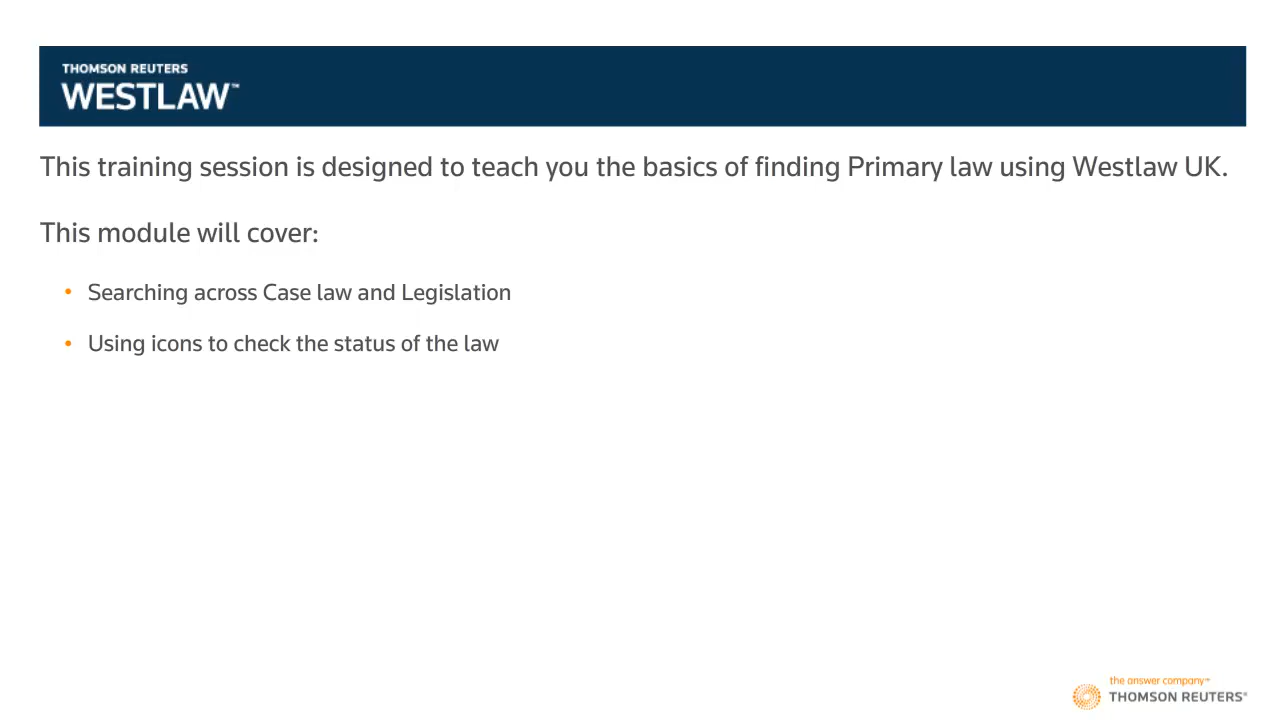 THOMSON REUTERS
WESTLAW™
This training session is designed to teach you the basics of finding Primary law using Westlaw UK.
This module will cover:
• Searching across Case law and Legislation
• Using icons to check the status of the law
the answer company™
THOMSON REUTERS®